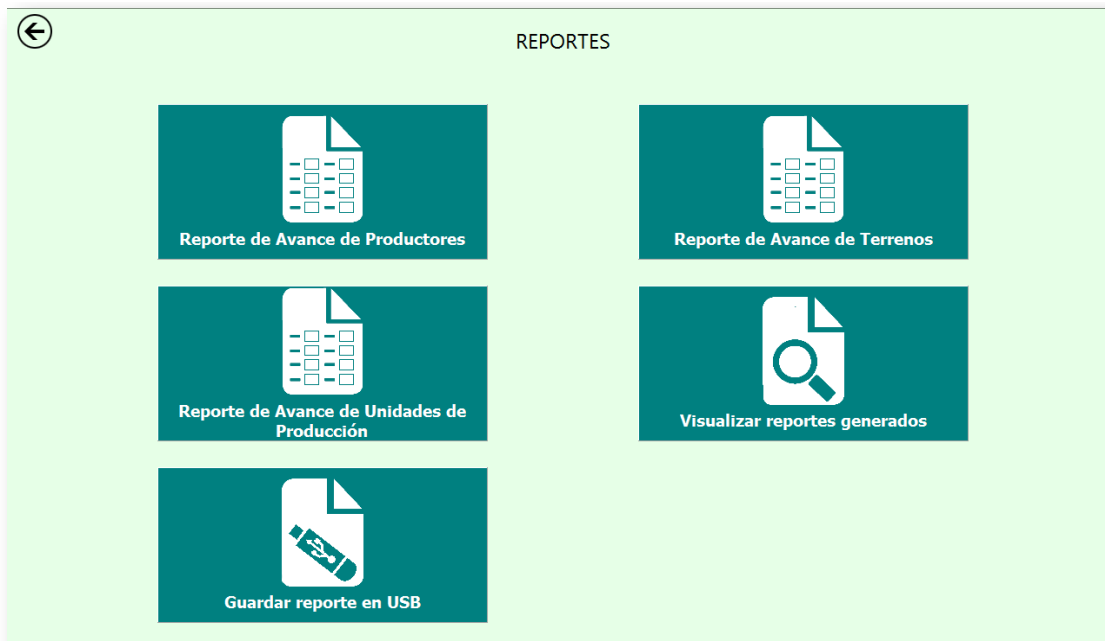 REPORTES
Reporte de Avance de Productores
Reporte de Avance de Terrenos
Reporte de Avance de Unidades de
Producción
Visualizar reportes generados
Guardar reporte en USB